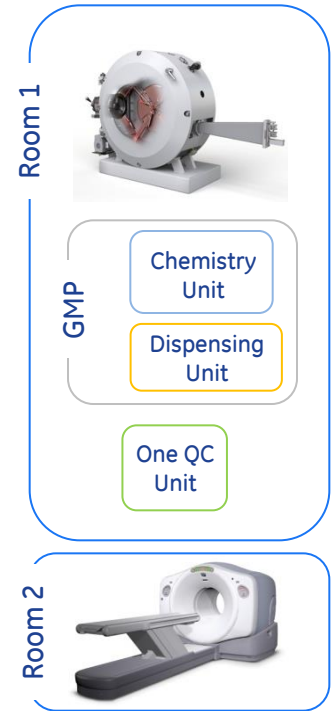 Room 1
GMP
Chemistry
Unit
Dispensing
Unit
One QC
Unit
Room 2